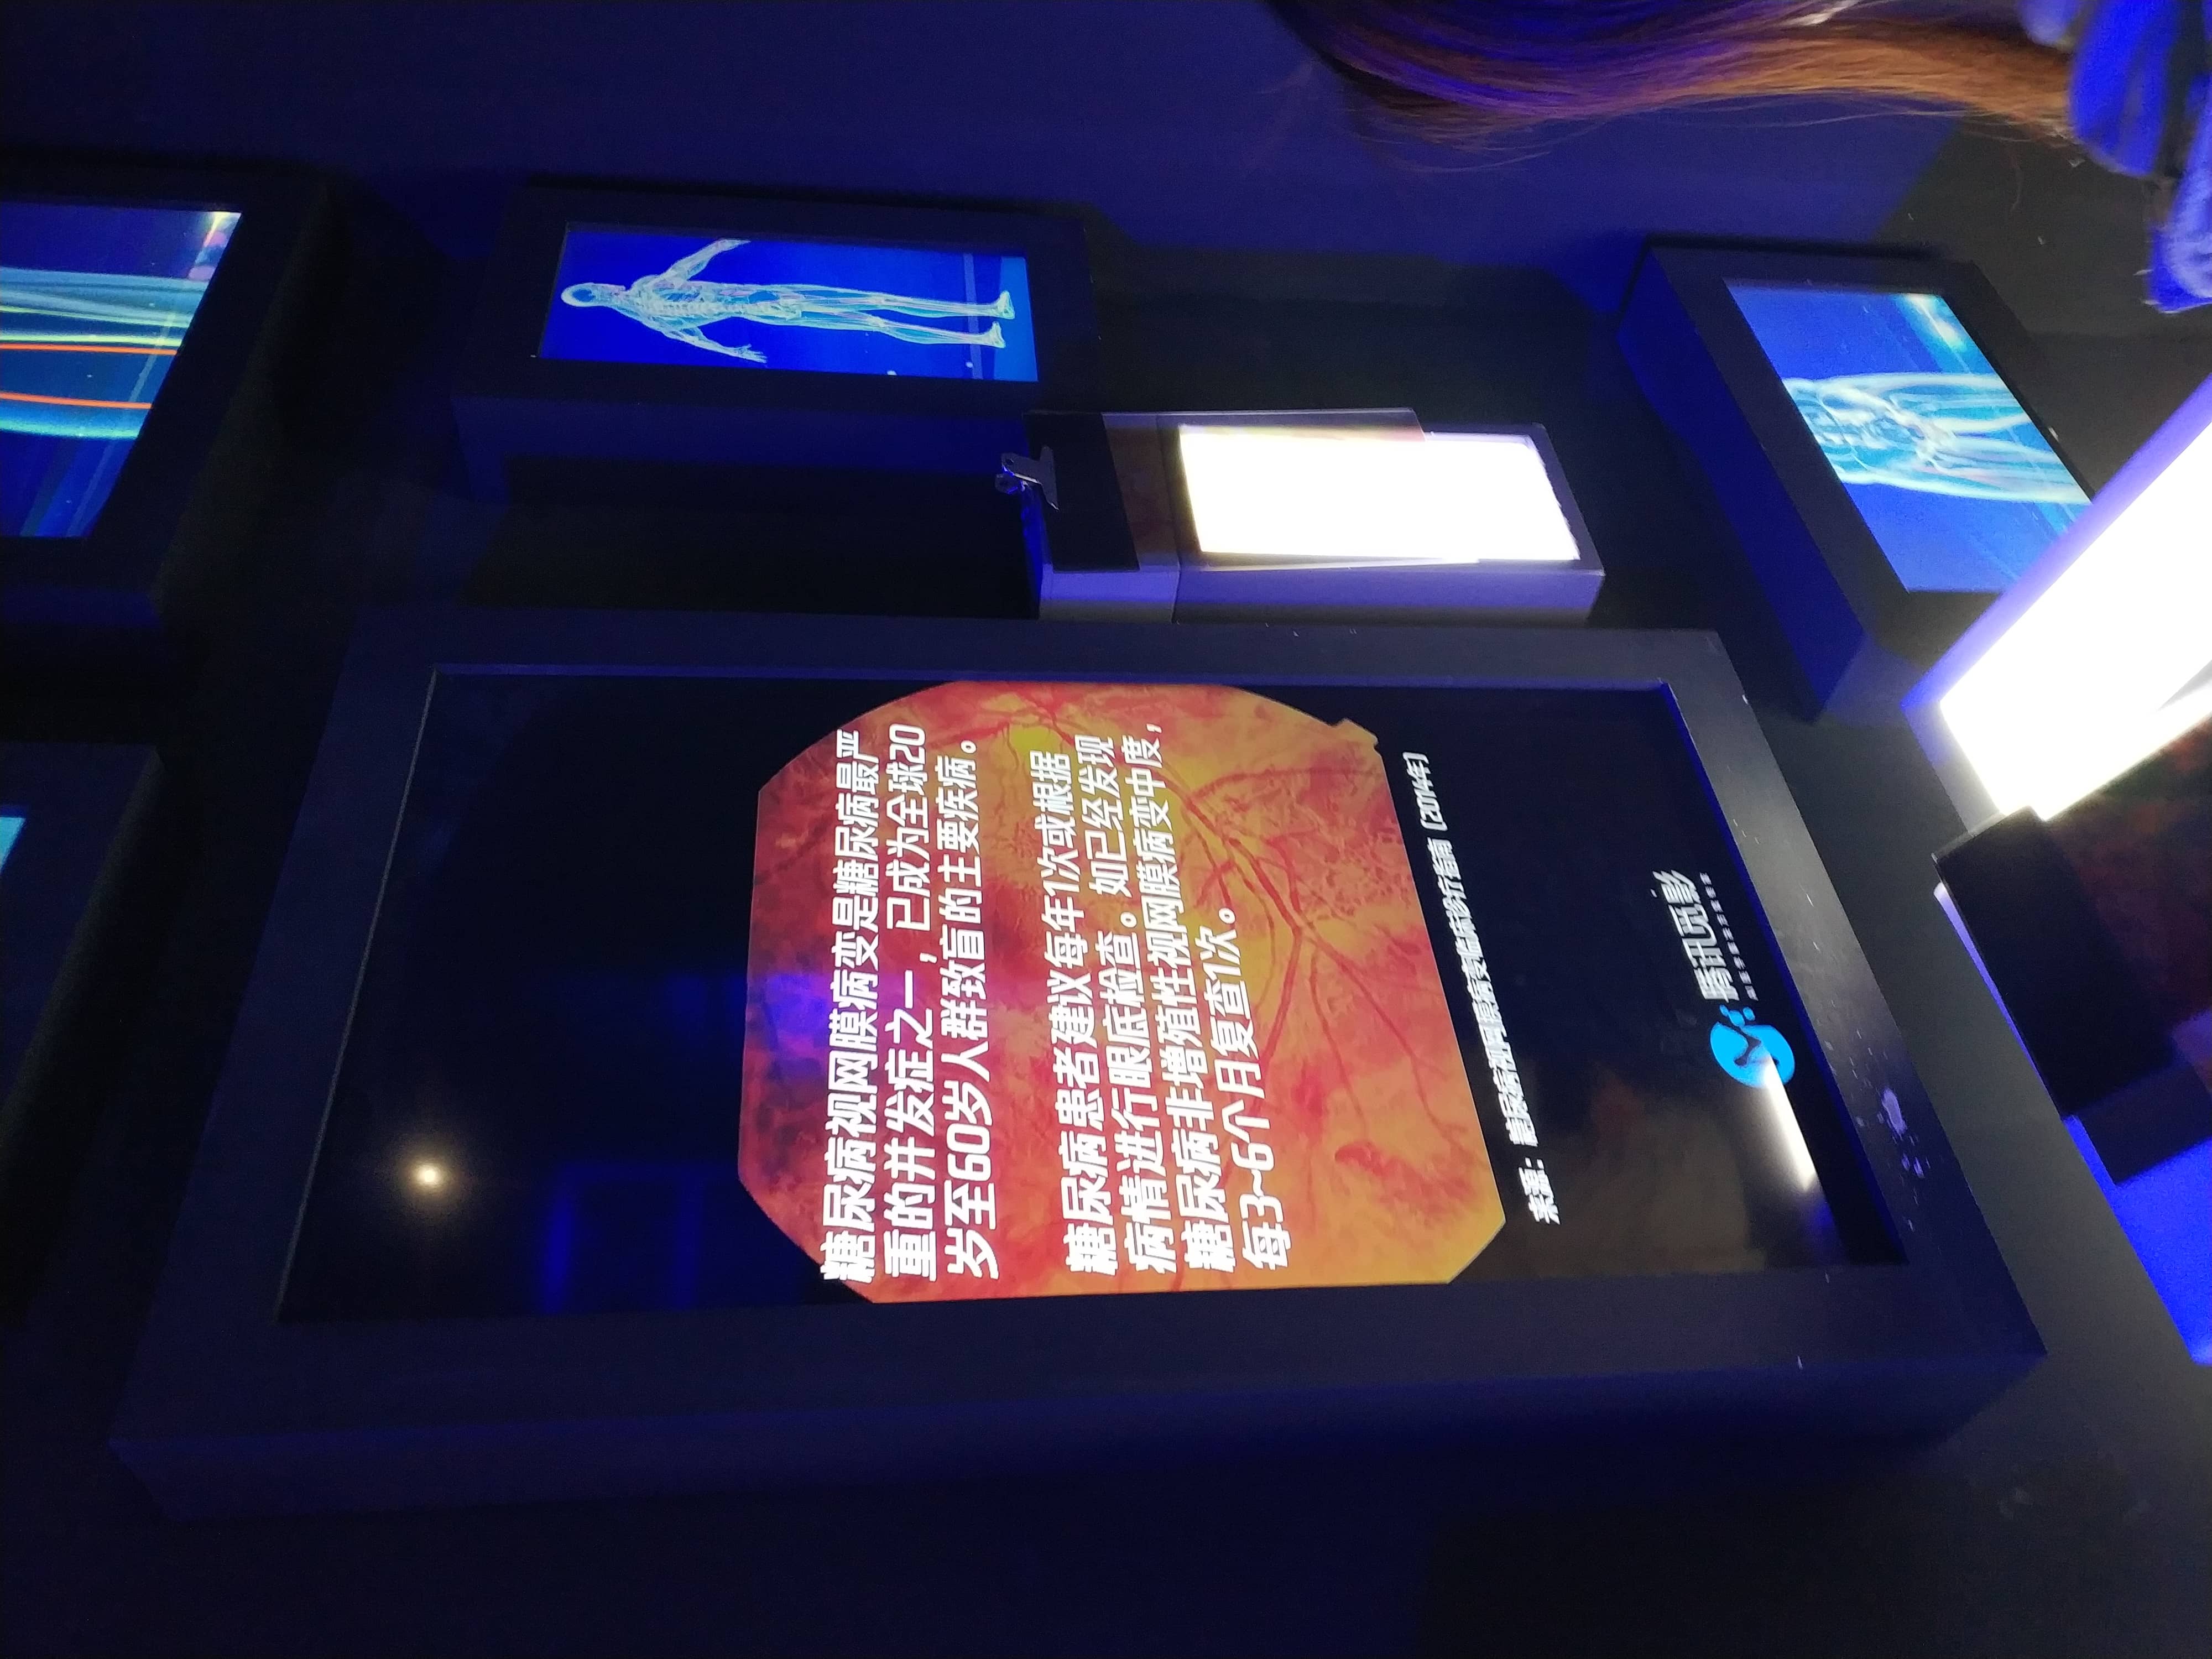 糖尿病视网膜病变是糖尿病最严
重的并发症之一，已成为全球20
岁至60岁人群致盲的主要疾病。
糖尿病患者建议每年1次或根据
病情进行眼底检查。如已经发现
糖尿病非增殖性视网膜病变中度，
每3~6个月复查1次。
来源：糖尿病视网膜病变临床诊疗指南（2014年）
腾讯觅影